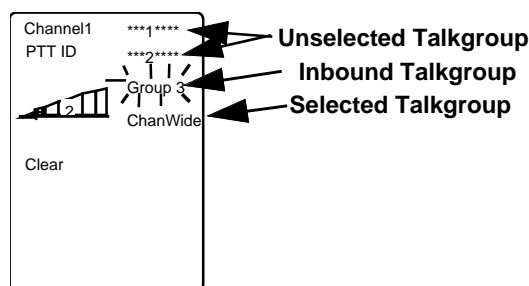 Channel1 ***1****
PTT ID ***2****
Group 3
2
ChanWide
Clear
Unselected Talkgroup
Inbound Talkgroup
Selected Talkgroup